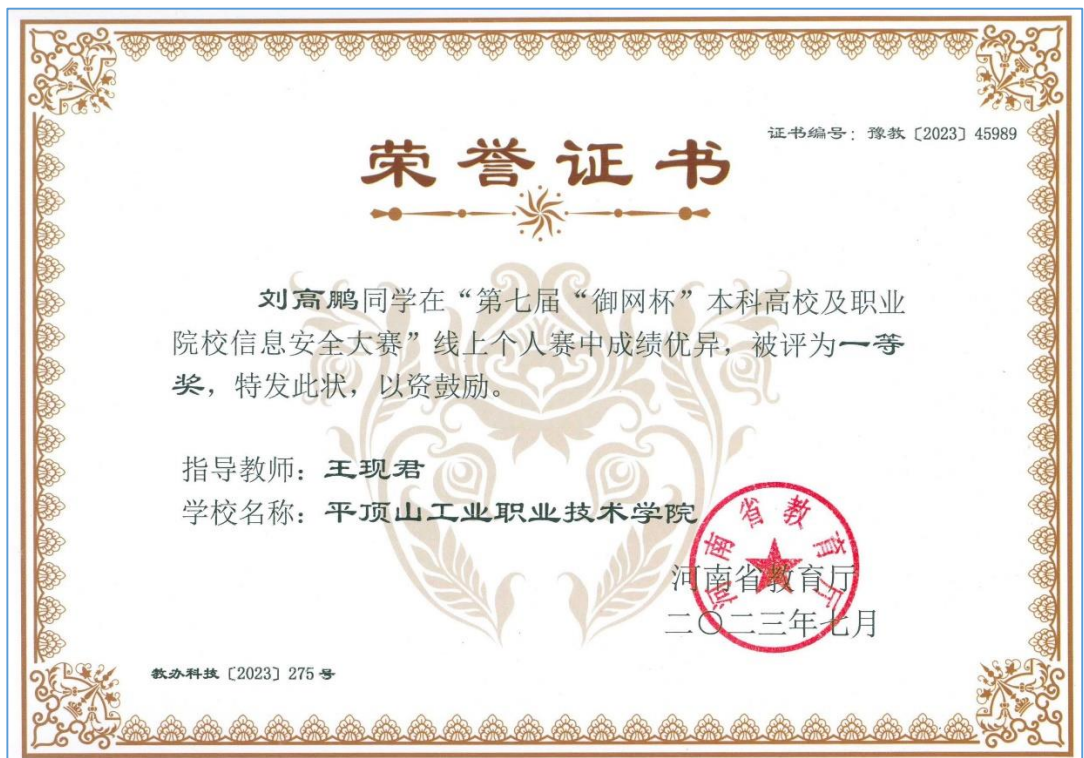 证书编号：豫教〔2023〕45989
荣誉证书
刘高鹏同学在“第七届“御网杯”本科高校及职业
院校信息安全大赛”线上个人赛中成绩优异，被评为一等
奖，特发此状，以资鼓励。
指导教师：王现君
学校名称：平顶山工业职业技术学院
河南省教育厅
河南省教育厅
二〇二三年七月
教办科技〔2023〕275号